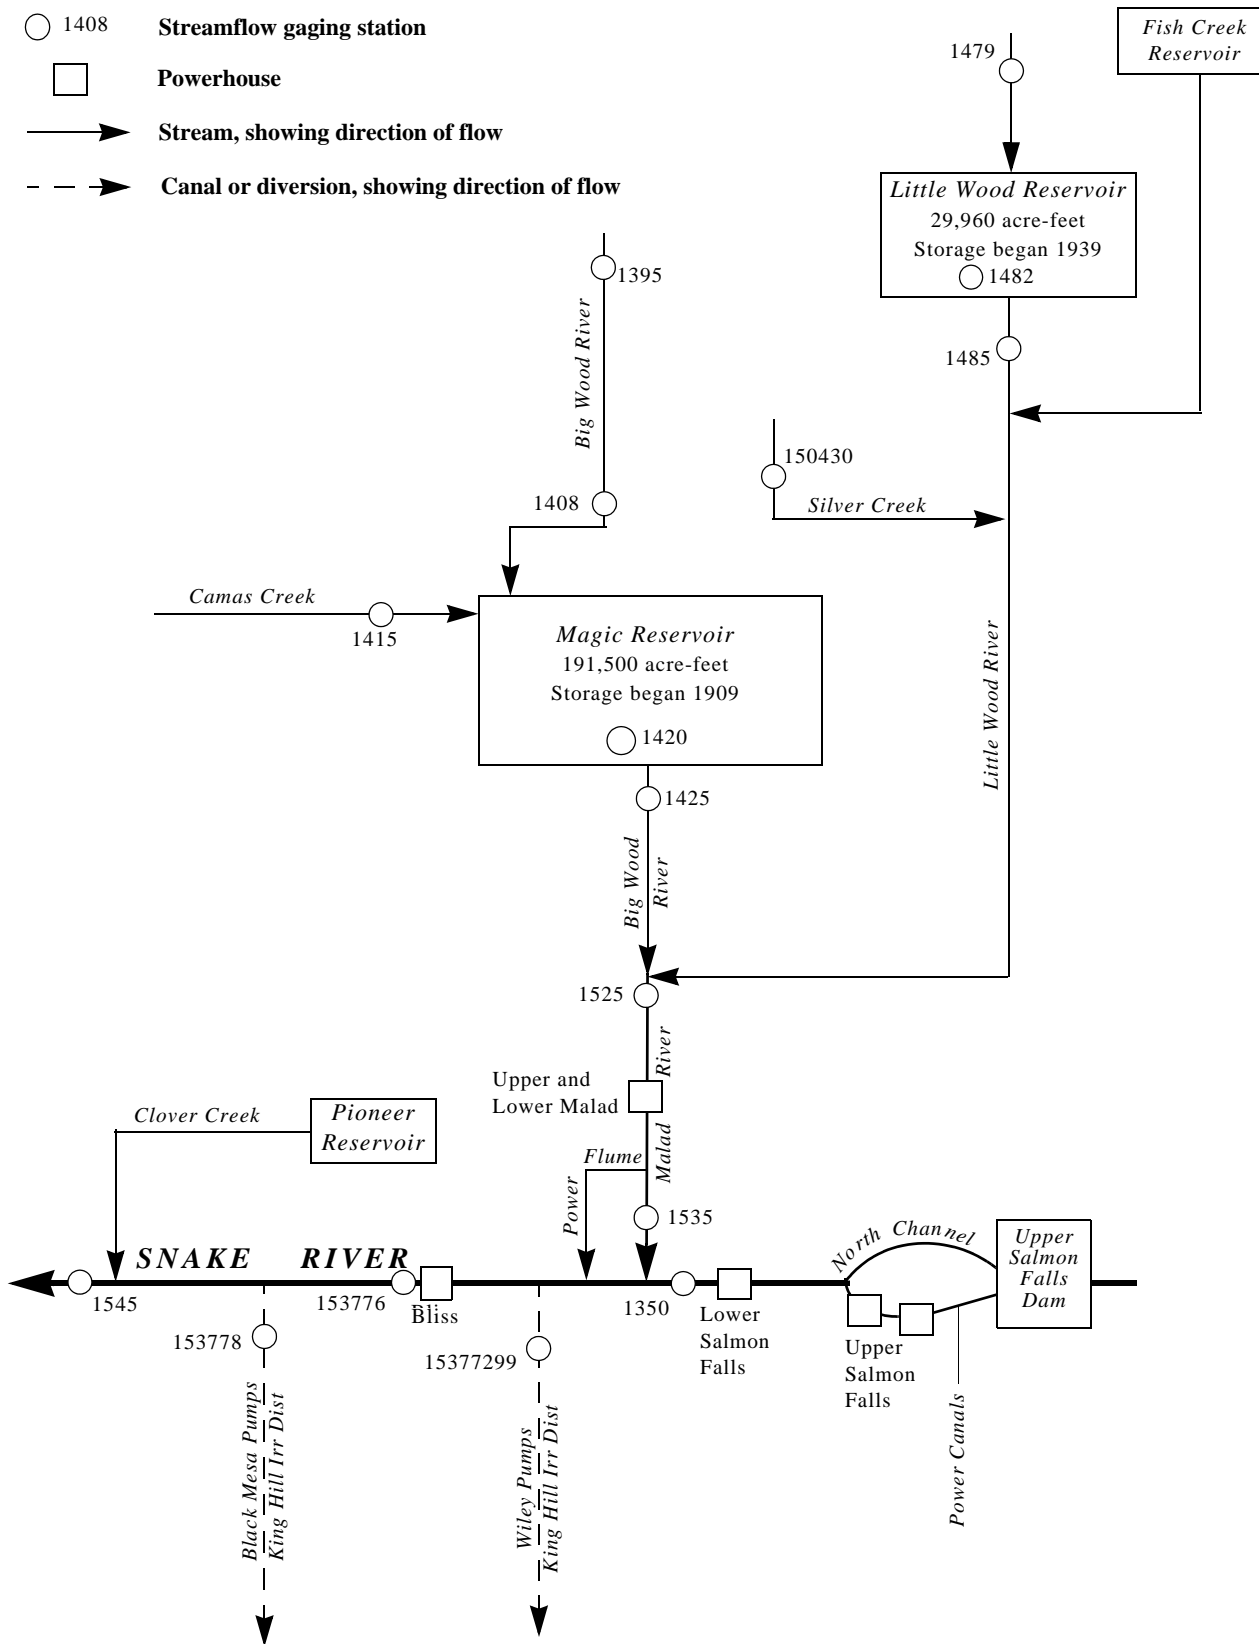 1408 Streamflow gaging station
Powerhouse
Stream, showing direction of flow
Canal or diversion, showing direction of flow
Fish Creek
Reservoir
1479
Little Wood Reservoir
29,960 acre-feet
Storage began 1939
1482
1485
1395
Big Wood River
1408
150430
Silver Creek
Camas Creek
1415
Magic Reservoir
191,500 acre-feet
Storage began 1909
1420
1425
Little Wood River
Big Wood
River
1525
River
Upper and
Lower Malad
Malad
Flume
Power
1535
Clover Creek
Pioneer
Reservoir
North Channel
Upper
Salmon
Falls
Dam
SNAKE RIVER
1545
153776
Bliss
1350
Lower
Salmon
Falls
Upper
Salmon
Falls
153778
15377299
Black Mesa Pumps
King Hill Irr Dist
Wiley Pumps
King Hill Irr Dist
Power Canals